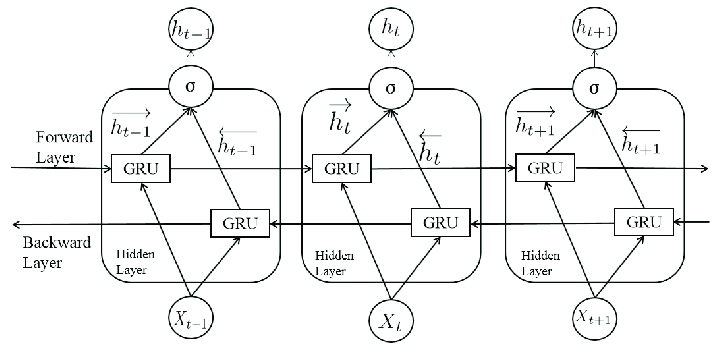 h_{t-1} h_t h_{t+1}
σ σ σ
\overrightarrow{h_{t-1}} \overrightarrow{h_t} \overrightarrow{h_{t+1}}
\overleftarrow{h_{t-1}} \overleftarrow{h_t} \overleftarrow{h_{t+1}}
Forward
Layer
GRU GRU GRU
GRU GRU GRU
Backward
Layer
Hidden Hidden Hidden
Layer Layer Layer
X_{t-1} X_t X_{t+1}